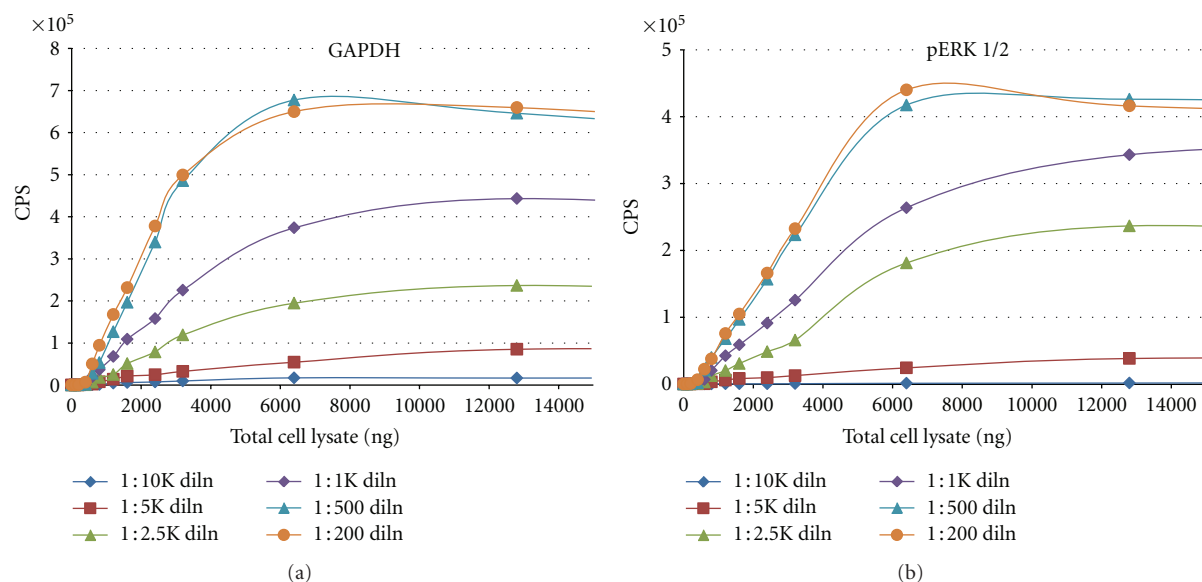 ×10⁵
GAPDH
8
7
6
5
4
3
2
1
0
CPS
0 2000 4000 6000 8000 10000 12000 14000
Total cell lysate (ng)
1:10K diln
1:5K diln
1:2.5K diln
1:1K diln
1:500 diln
1:200 diln
(a)
×10⁵
pERK 1/2
5
4
3
2
1
0
CPS
0 2000 4000 6000 8000 10000 12000 14000
Total cell lysate (ng)
1:10K diln
1:5K diln
1:2.5K diln
1:1K diln
1:500 diln
1:200 diln
(b)